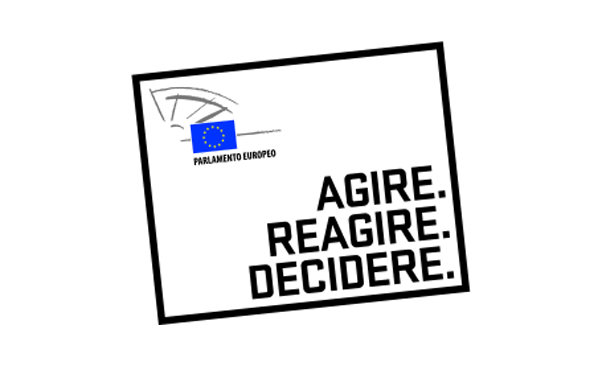 PARLAMENTO EUROPEO
AGIRE.
REAGIRE.
DECIDERE.